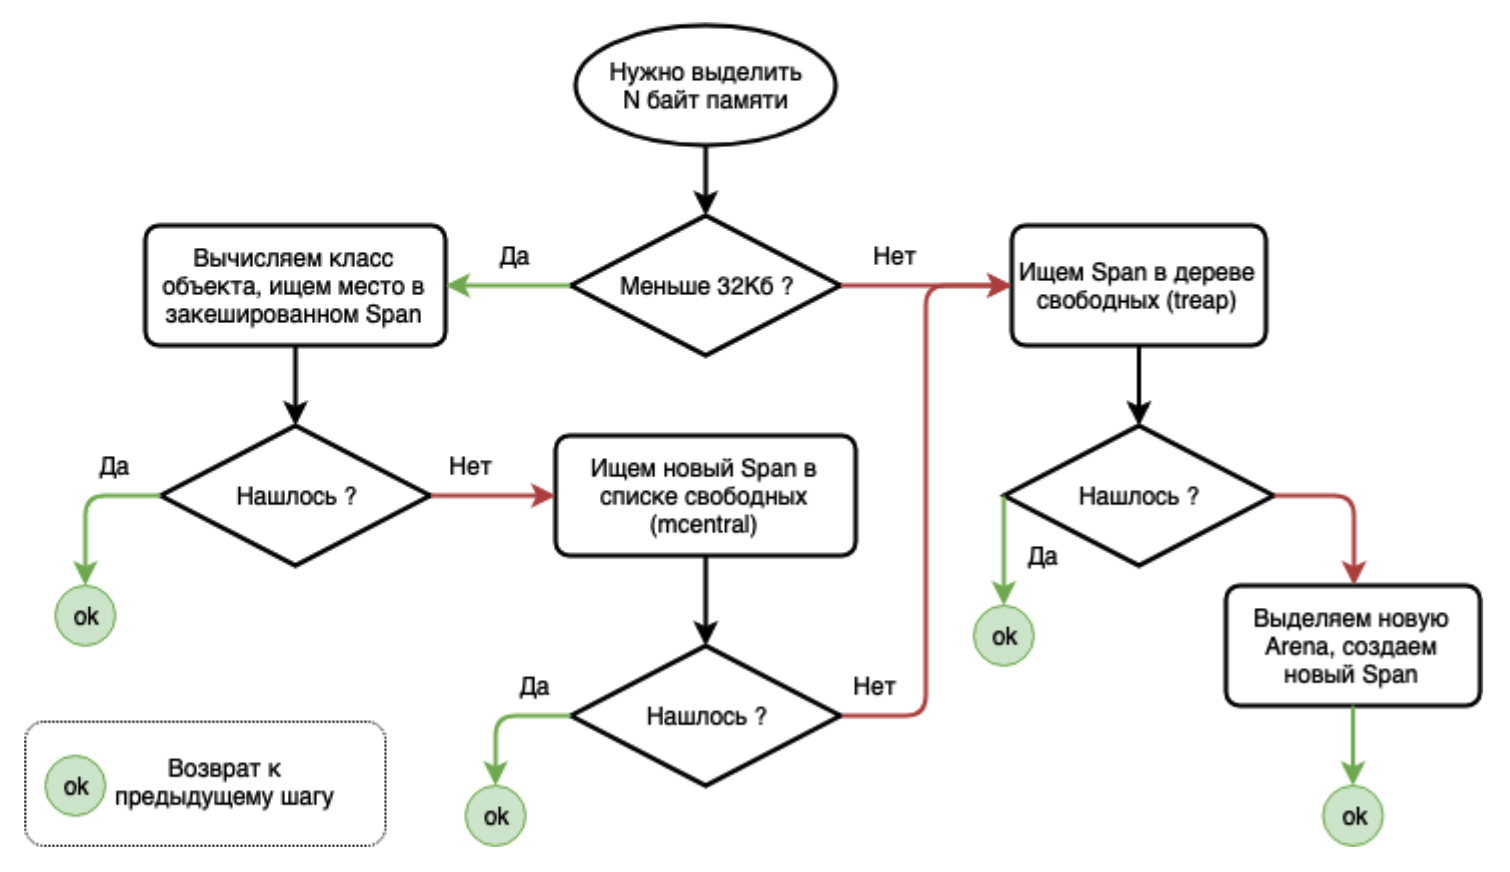 Нужно выделить
N байт памяти
Меньше 32Кб ?
Да
Нет
Вычисляем класс
объекта, ищем место в
закешированном Span
Ищем Span в дереве
свободных (treap)
Нашлось ?
Да
Нет
ok
Ищем новый Span в
списке свободных
(mcentral)
Нашлось ?
Да
Нет
ok
Нашлось ?
Да
ok
Выделяем новую
Arena, создаем
новый Span
ok
ok
Возврат к
предыдущему шагу